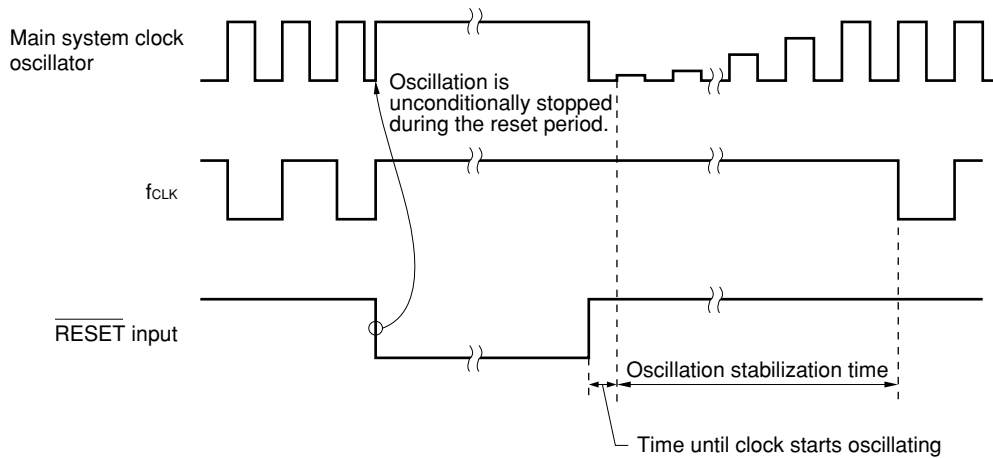 Main system clock
oscillator
Oscillation is
unconditionally stopped
during the reset period.
fCLK
RESET input
Oscillation stabilization time
Time until clock starts oscillating